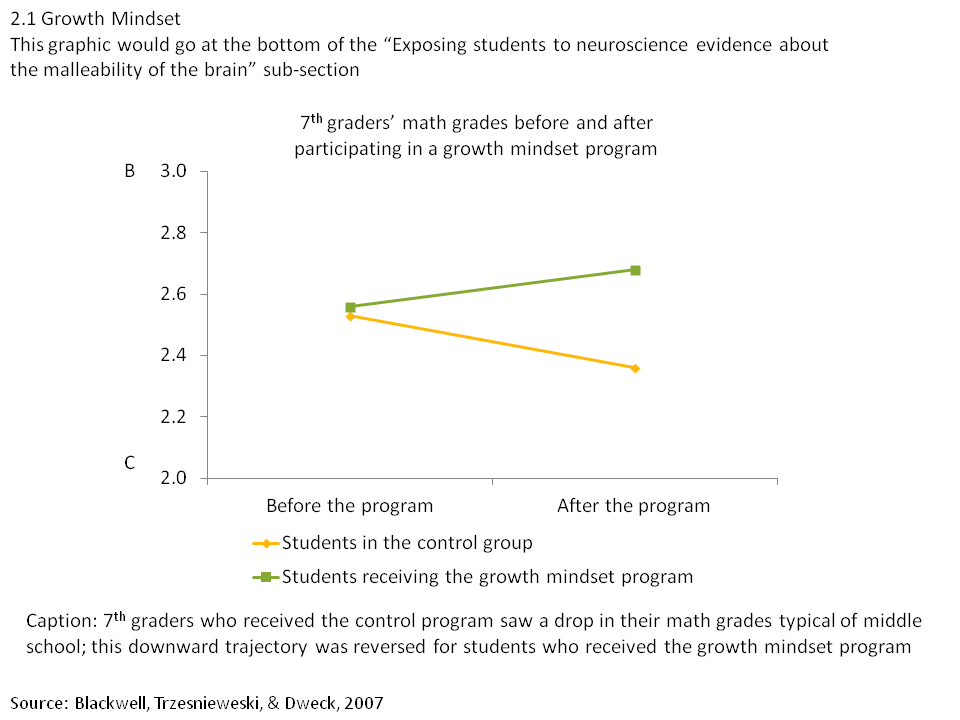 2.1 Growth Mindset
This graphic would go at the bottom of the “Exposing students to neuroscience evidence about
the malleability of the brain” sub-section
7th graders’ math grades before and after
participating in a growth mindset program
B 3.0
2.8
2.6
2.4
2.2
C
2.0
Before the program After the program
Students in the control group
Students receiving the growth mindset program
Caption: 7th graders who received the control program saw a drop in their math grades typical of middle
school; this downward trajectory was reversed for students who received the growth mindset program
Source: Blackwell, Trzesnieweski, & Dweck, 2007